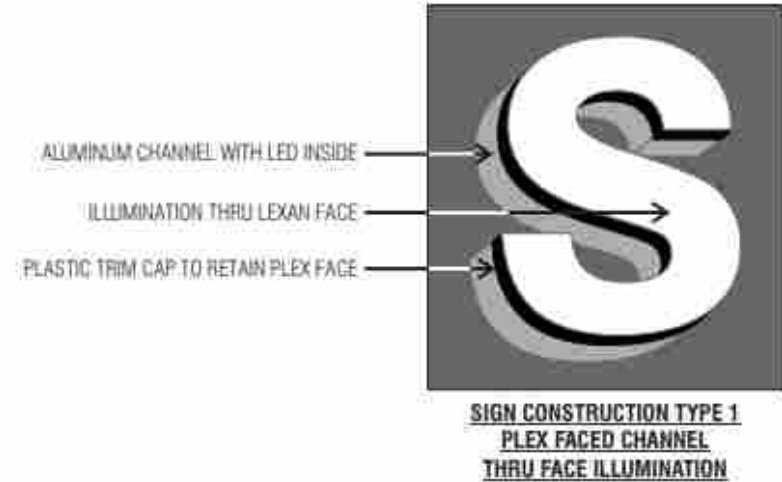 S
ALUMINUM CHANNEL WITH LED INSIDE
ILLUMINATION THRU LEXAN FACE
PLASTIC TRIM CAP TO RETAIN PLEX FACE
SIGN CONSTRUCTION TYPE 1
PLEX FACED CHANNEL
THRU FACE ILLUMINATION